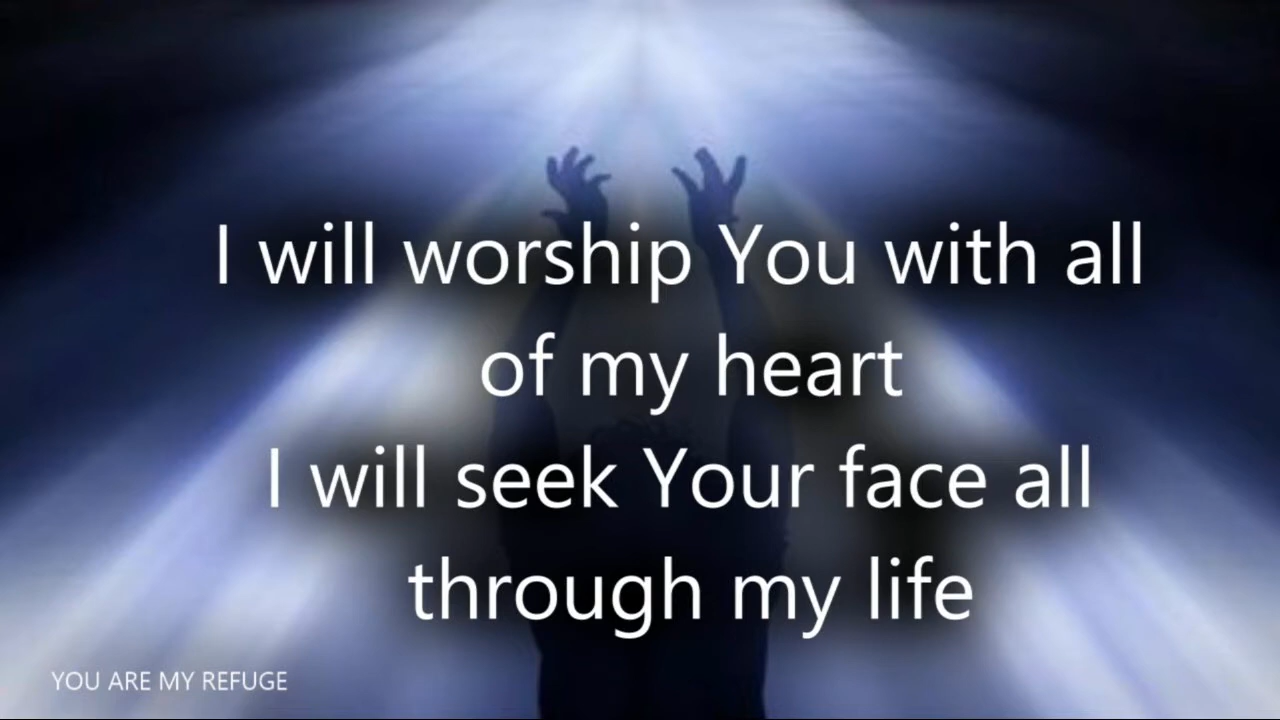 I will worship You with all
of my heart
I will seek Your face all
through my life
YOU ARE MY REFUGE